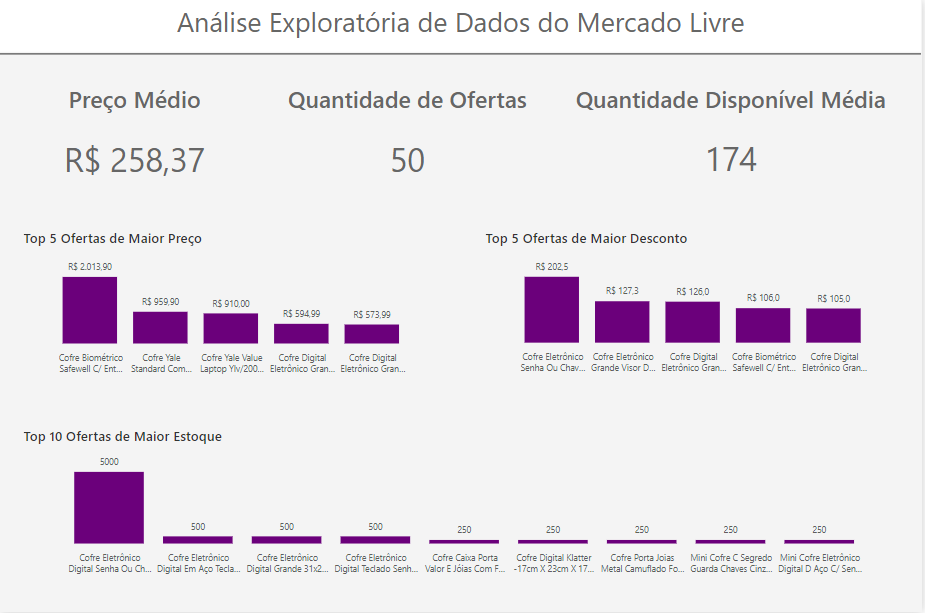 Análise Exploratória de Dados do Mercado Livre
Preço Médio
Quantidade de Ofertas
Quantidade Disponível Média
R$ 258,37
50
174
Top 5 Ofertas de Maior Preço
R$ 2.013,90
R$ 959,90
R$ 910,00
R$ 594,99
R$ 573,99
Cofre Biométrico
Safewell C/ Ent...
Cofre Yale
Standard Com...
Cofre Yale Value
Laptop Ylv/200...
Cofre Digital
Eletrônico Gran...
Cofre Digital
Eletrônico Gran...
Top 5 Ofertas de Maior Desconto
R$ 202,5
R$ 127,3
R$ 126,0
R$ 106,0
R$ 105,0
Cofre Eletrônico
Senha Ou Chav...
Cofre Eletrônico
Grande Visor D...
Cofre Digital
Eletrônico Gran...
Cofre Biométrico
Safewell C/ Ent...
Cofre Digital
Eletrônico Gran...
Top 10 Ofertas de Maior Estoque
5000
500
500
500
250
250
250
250
250
Cofre Eletrônico
Digital Senha Ou Ch...
Cofre Eletrônico
Digital Em Aço Tecla...
Cofre Eletrônico
Digital Grande 31x2...
Cofre Eletrônico
Digital Teclado Senh...
Cofre Caixa Porta
Valor E Jóias Com F...
Cofre Digital Klatter
-17cm X 23cm X 17...
Cofre Porta Joias
Metal Camuflado Fo...
Mini Cofre C Segredo
Guarda Chaves Cinz...
Mini Cofre Eletrônico
Digital D Aço C/ Sen...